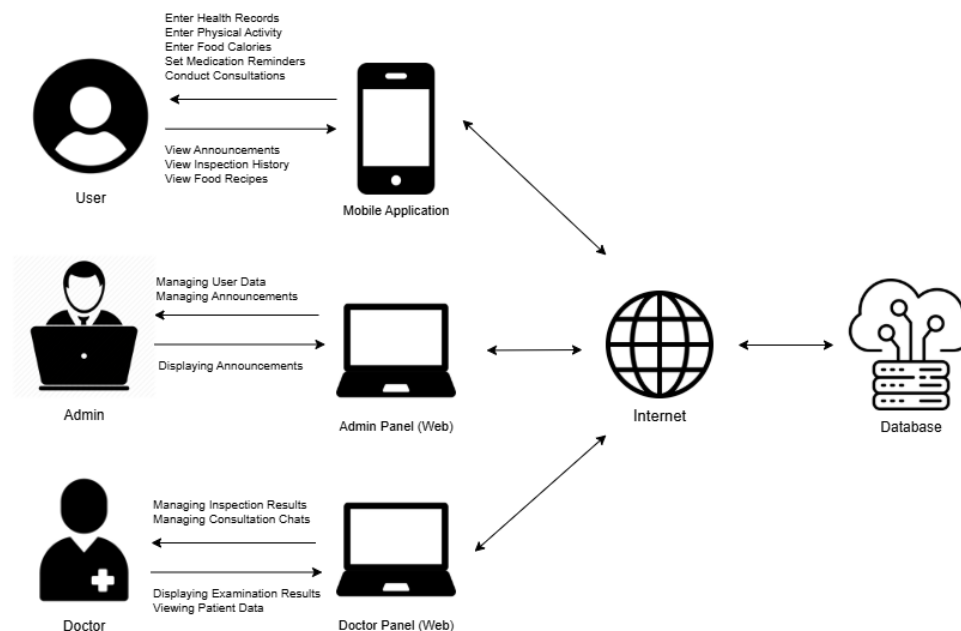 Enter Health Records
Enter Physical Activity
Enter Food Calories
Set Medication Reminders
Conduct Consultations
View Announcements
View Inspection History
View Food Recipes
User
Mobile Application
Managing User Data
Managing Announcements
Displaying Announcements
Admin
Admin Panel (Web)
Internet
Database
Managing Inspection Results
Managing Consultation Chats
Displaying Examination Results
Viewing Patient Data
Doctor
Doctor Panel (Web)